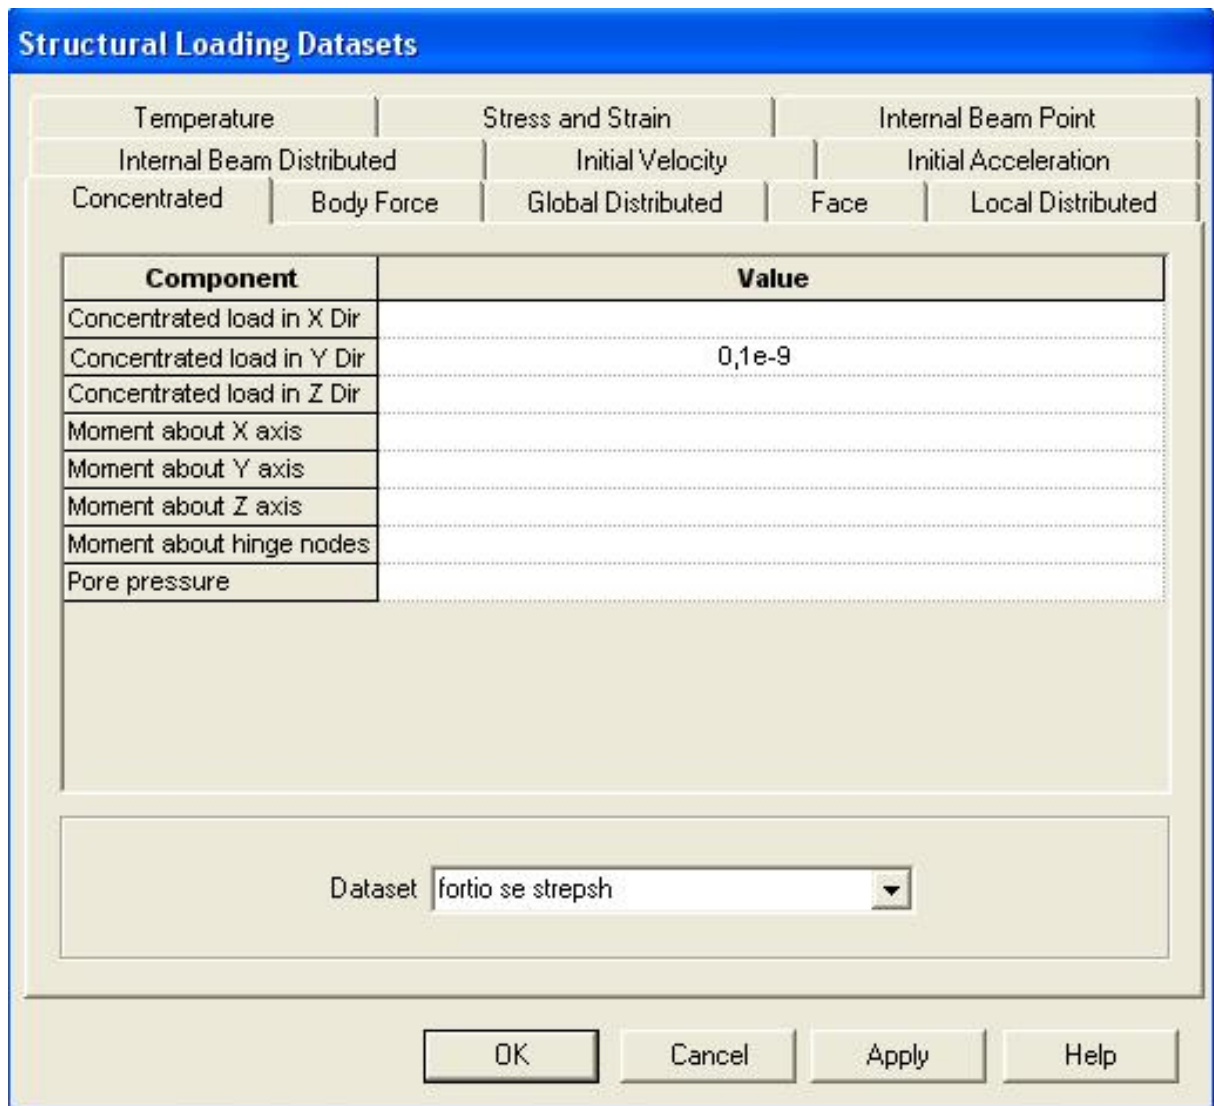 Structural Loading Datasets
Temperature Stress and Strain Internal Beam Point
Internal Beam Distributed Initial Velocity Initial Acceleration
Concentrated Body Force Global Distributed Face Local Distributed
Component Value
Concentrated load in X Dir
Concentrated load in Y Dir 0,1e-9
Concentrated load in Z Dir
Moment about X axis
Moment about Y axis
Moment about Z axis
Moment about hinge nodes
Pore pressure
Dataset fortio se strepsh
OK Cancel Apply Help